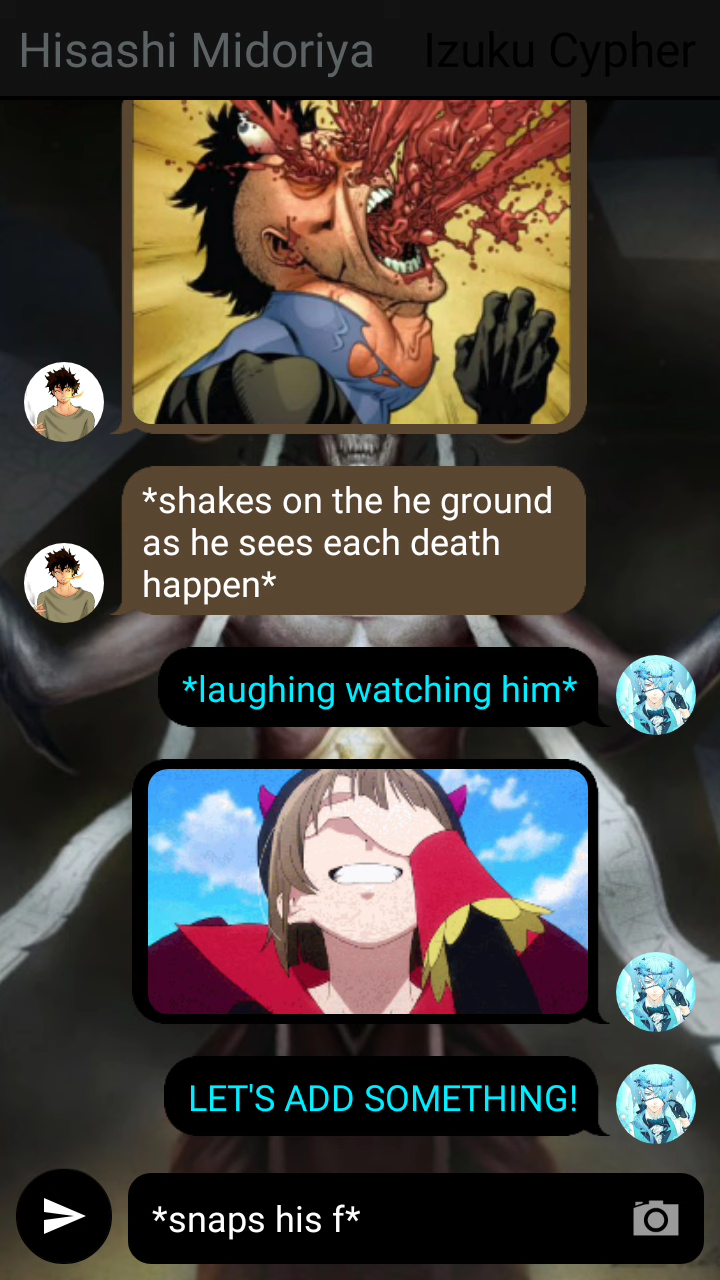 Hisashi Midoriya Izuku Cypher
*shakes on the he ground
as he sees each death
happen*
*laughing watching him*
LET'S ADD SOMETHING!
*snaps his f*